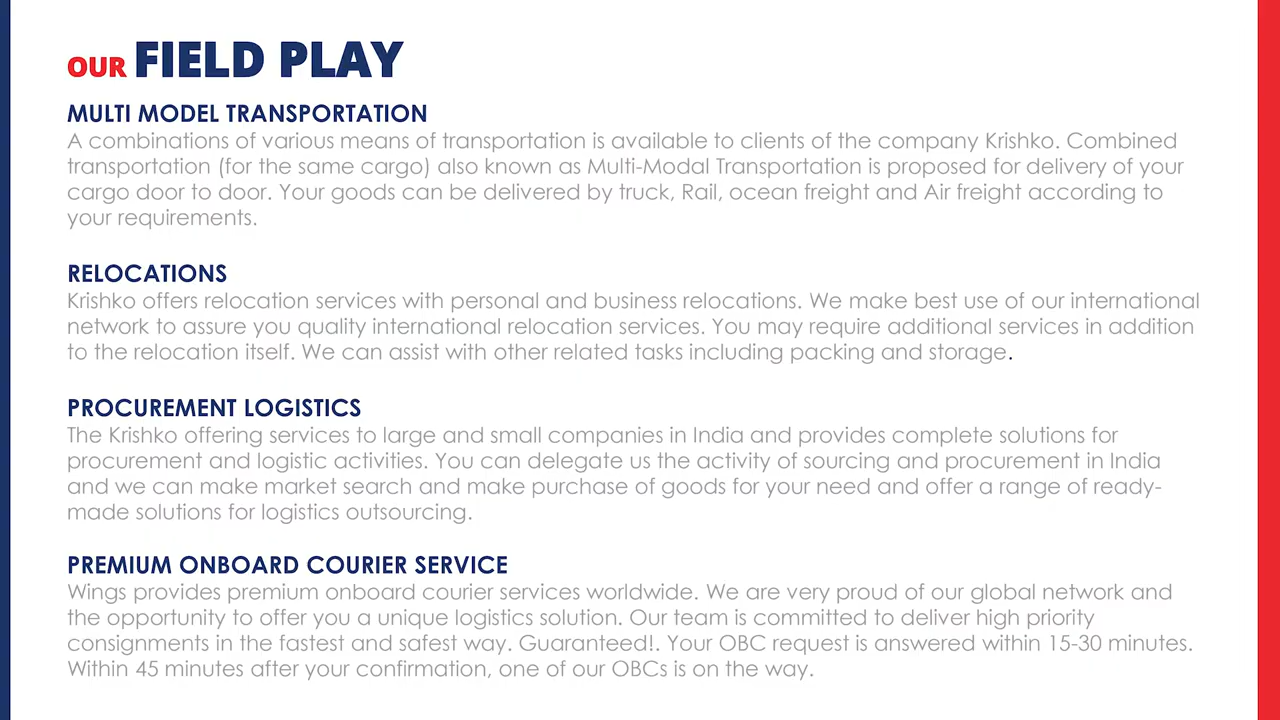 OUR FIELD PLAY
MULTI MODEL TRANSPORTATION
A combinations of various means of transportation is available to clients of the company Krishko. Combined
transportation (for the same cargo) also known as Multi-Modal Transportation is proposed for delivery of your
cargo door to door. Your goods can be delivered by truck, Rail, ocean freight and Air freight according to
your requirements.
RELOCATIONS
Krishko offers relocation services with personal and business relocations. We make best use of our international
network to assure you quality international relocation services. You may require additional services in addition
to the relocation itself. We can assist with other related tasks including packing and storage.
PROCUREMENT LOGISTICS
The Krishko offering services to large and small companies in India and provides complete solutions for
procurement and logistic activities. You can delegate us the activity of sourcing and procurement in India
and we can make market search and make purchase of goods for your need and offer a range of ready-
made solutions for logistics outsourcing.
PREMIUM ONBOARD COURIER SERVICE
Wings provides premium onboard courier services worldwide. We are very proud of our global network and
the opportunity to offer you a unique logistics solution. Our team is committed to deliver high priority
consignments in the fastest and safest way. Guaranteed!. Your OBC request is answered within 15-30 minutes.
Within 45 minutes after your confirmation, one of our OBCs is on the way.